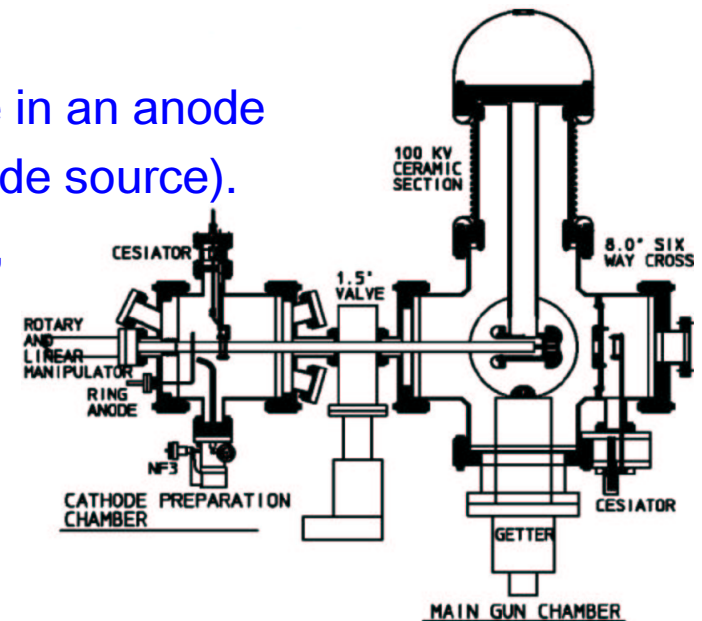 e in an anode
de source).
100 KV
CERAMIC
SECTION
CESIATOR
1.5"
VALVE
8.0" SIX
WAY CROSS
ROTARY
AND
LINEAR
MANIPULATOR
RING
ANODE
NF3
CATHODE PREPARATION
CHAMBER
CESIATOR
GETTER
MAIN GUN CHAMBER